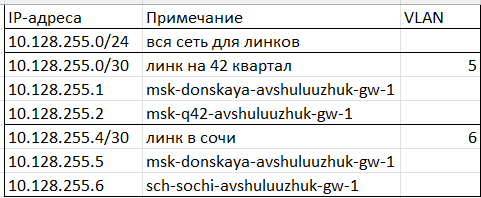 IP-адреса Примечание VLAN
10.128.255.0/24 вся сеть для линков
10.128.255.0/30 линк на 42 квартал 5
10.128.255.1 msk-donskaya-avshuluuzhuk-gw-1
10.128.255.2 msk-q42-avshuluuzhuk-gw-1
10.128.255.4/30 линк в сочи 6
10.128.255.5 msk-donskaya-avshuluuzhuk-gw-1
10.128.255.6 sch-sochi-avshuluuzhuk-gw-1